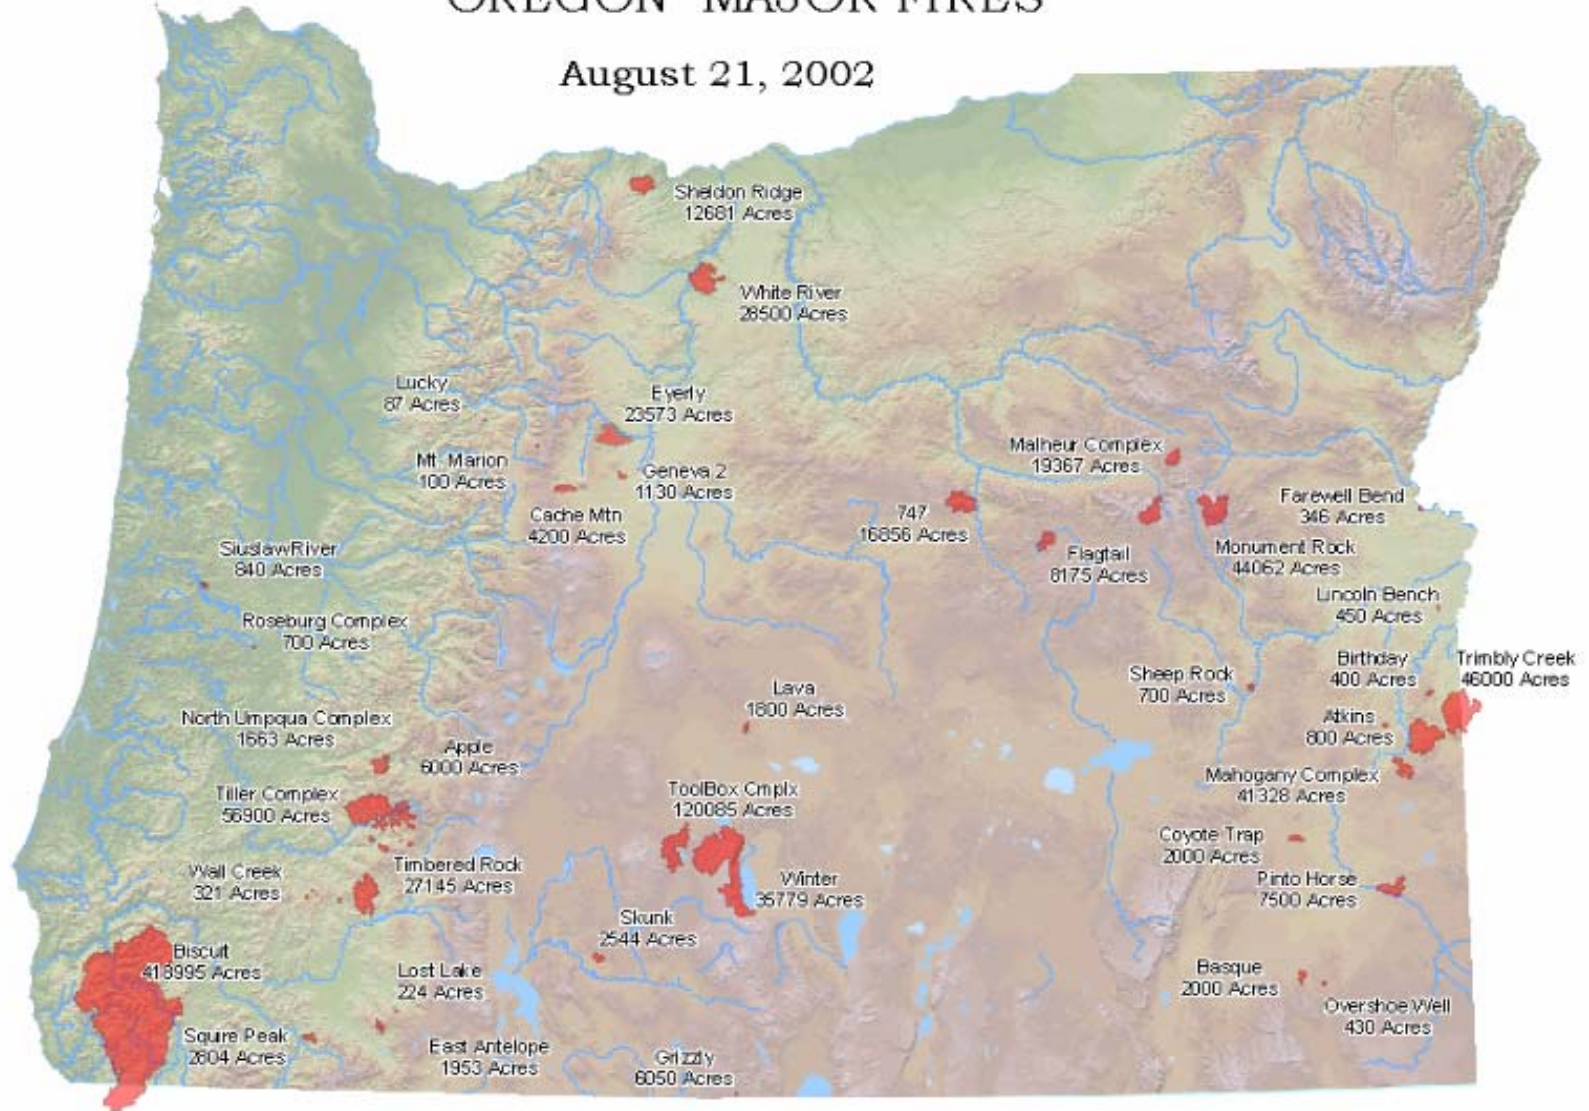 OREGON MAJOR FIRES
August 21, 2002
Sheldon Ridge
12681 Acres
White River
28500 Acres
Lucky
87 Acres
Eyerly
23573 Acres
Mt. Marion
100 Acres
Geneva 2
1130 Acres
Cache Mtn
4200 Acres
Malheur Complex
19367 Acres
747
16856 Acres
Farewell Bend
346 Acres
Flagtail
8175 Acres
Monument Rock
44062 Acres
SiuslawRiver
840 Acres
Lincoln Bench
450 Acres
Roseburg Complex
700 Acres
Birthday
400 Acres
Trimbly Creek
46000 Acres
Sheep Rock
700 Acres
Lava
1800 Acres
Atkins
800 Acres
North Umpqua Complex
1663 Acres
Apple
6000 Acres
Mahogany Complex
41328 Acres
Tiller Complex
56900 Acres
ToolBox Cmplx
120085 Acres
Coyote Trap
2000 Acres
Wall Creek
321 Acres
Timbered Rock
27145 Acres
Winter
35779 Acres
Pinto Horse
7500 Acres
Skunk
2544 Acres
Biscuit
418995 Acres
Lost Lake
224 Acres
Basque
2000 Acres
Overshoe Well
430 Acres
Squire Peak
2804 Acres
East Antelope
1953 Acres
Grizzly
6050 Acres